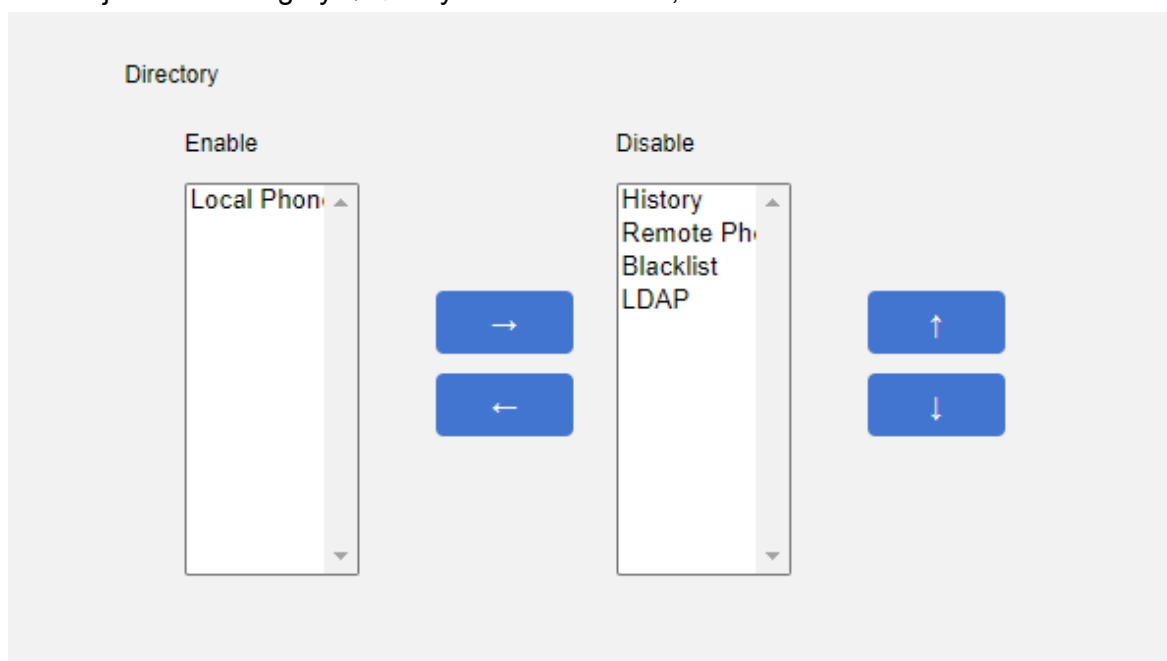 Directory
Enable
Disable
Local Phon
History
Remote Ph
Blacklist
LDAP
→
↑
←
↓